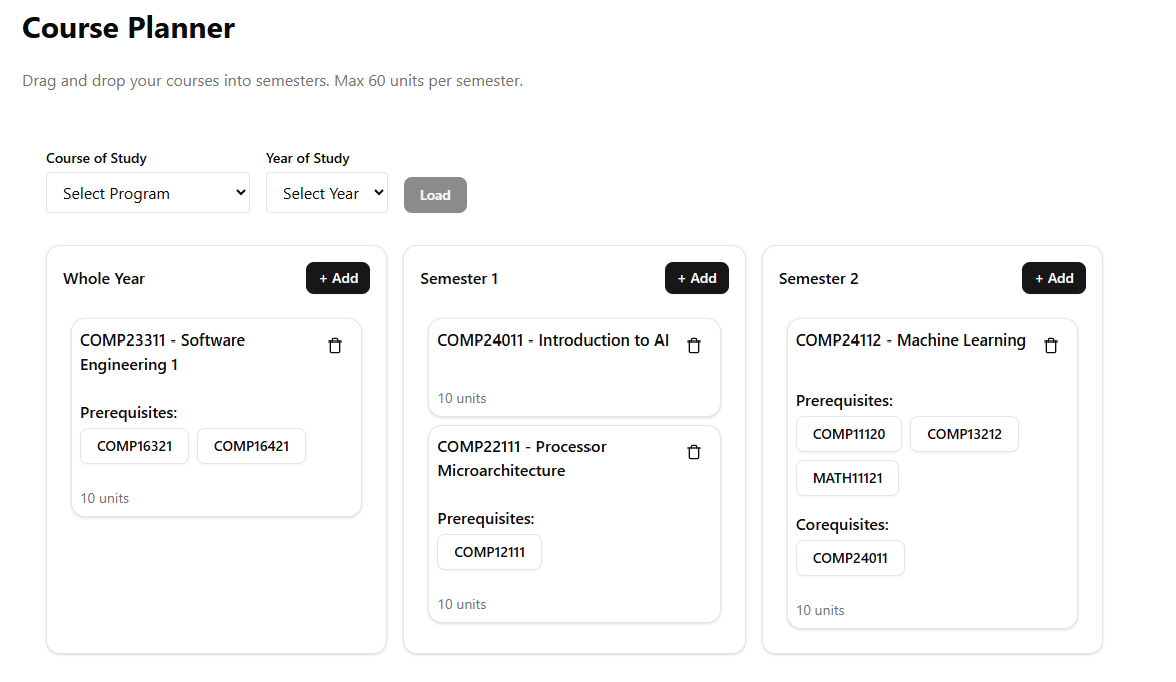 Course Planner
Drag and drop your courses into semesters. Max 60 units per semester.
Course of Study
Year of Study
Select Program
Select Year
Load
Whole Year
+ Add
COMP23311 - Software
Engineering 1
Prerequisites:
COMP16321
COMP16421
10 units
Semester 1
+ Add
COMP24011 - Introduction to AI
10 units
COMP22111 - Processor
Microarchitecture
Prerequisites:
COMP12111
10 units
Semester 2
+ Add
COMP24112 - Machine Learning
Prerequisites:
COMP11120
COMP13212
MATH11121
Corequisites:
COMP24011
10 units